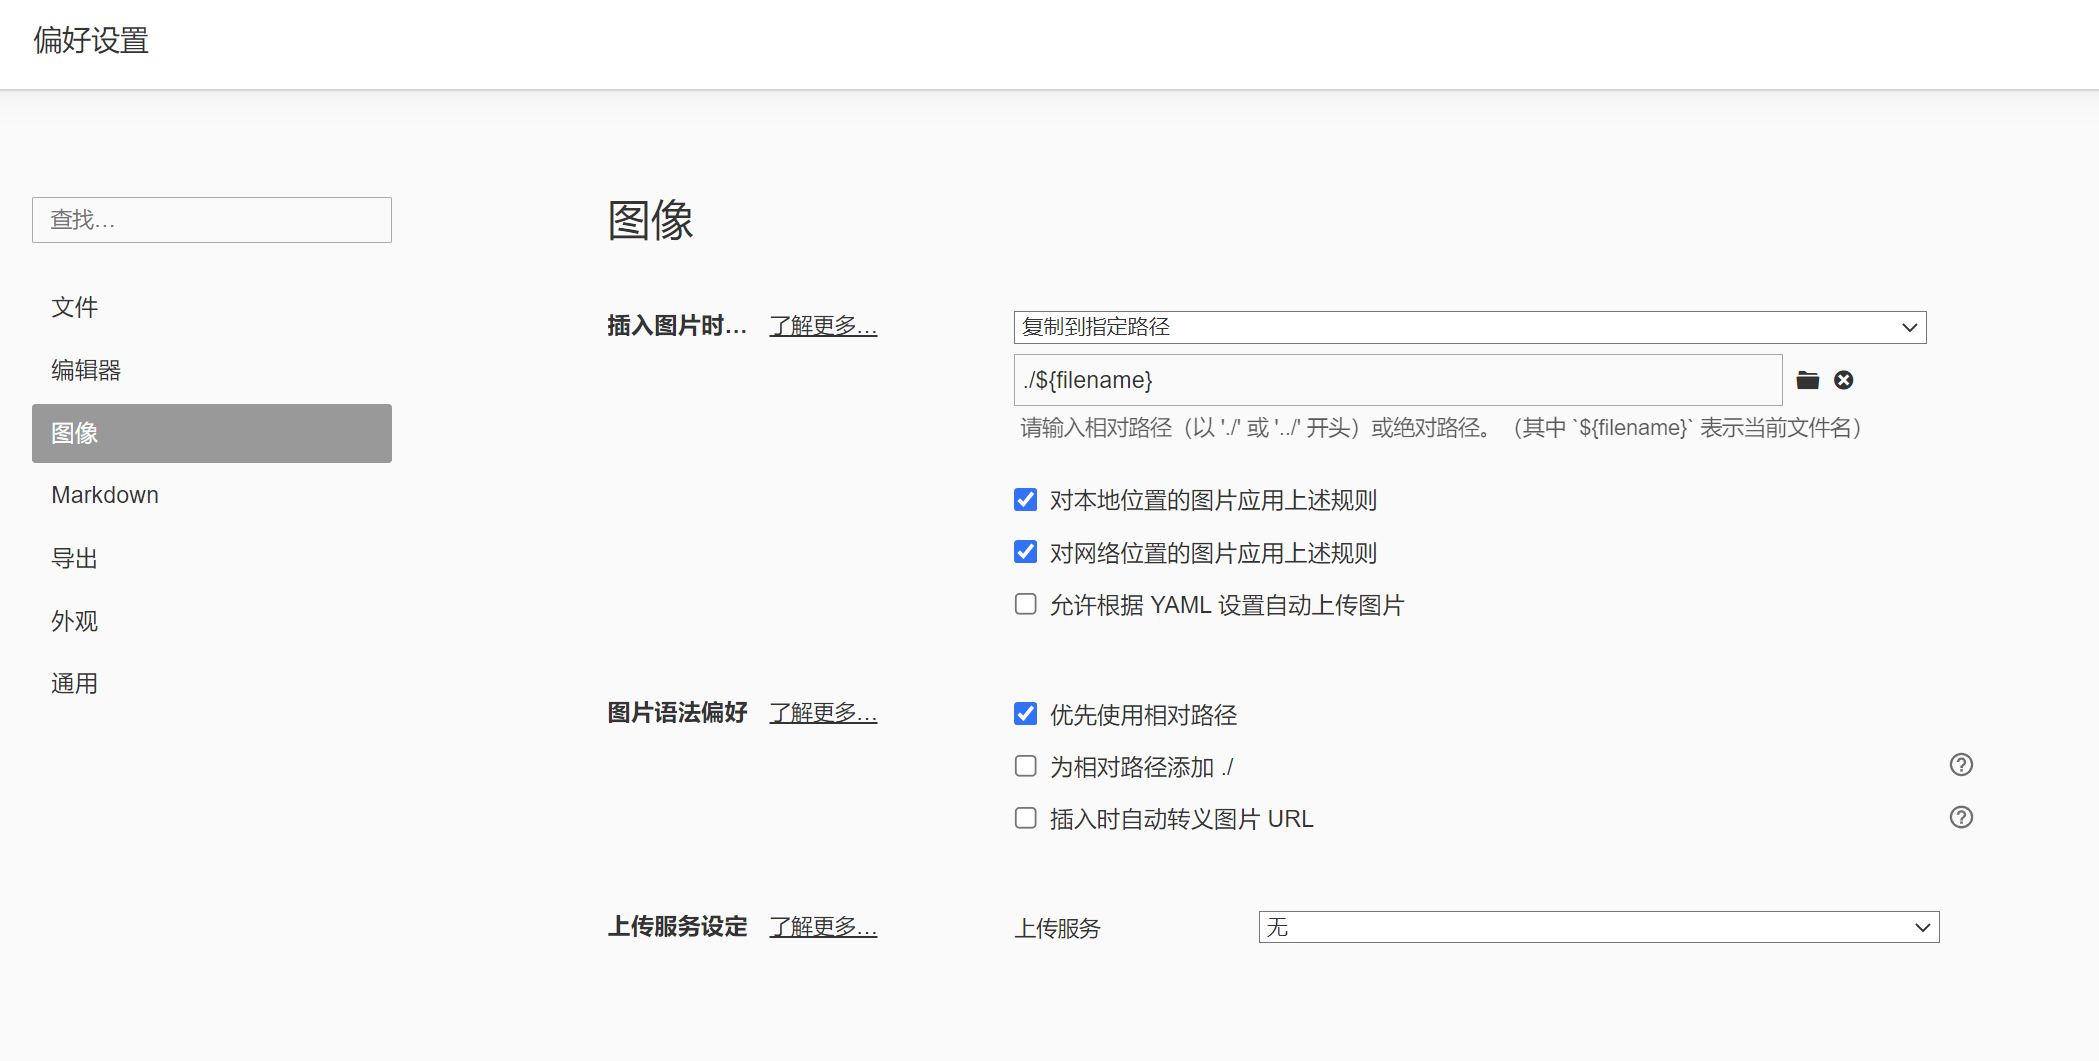 偏好设置
查找...
文件
编辑器
图像
Markdown
导出
外观
通用
图像
插入图片时... 了解更多... 复制到指定路径
./${filename}
请输入相对路径（以 './' 或 '../' 开头）或绝对路径。（其中 `${filename}` 表示当前文件名）
对本地位置的图片应用上述规则
对网络位置的图片应用上述规则
允许根据 YAML 设置自动上传图片
图片语法偏好 了解更多... 优先使用相对路径
为相对路径添加 ./
插入时自动转义图片 URL
上传服务设定 了解更多... 上传服务 无